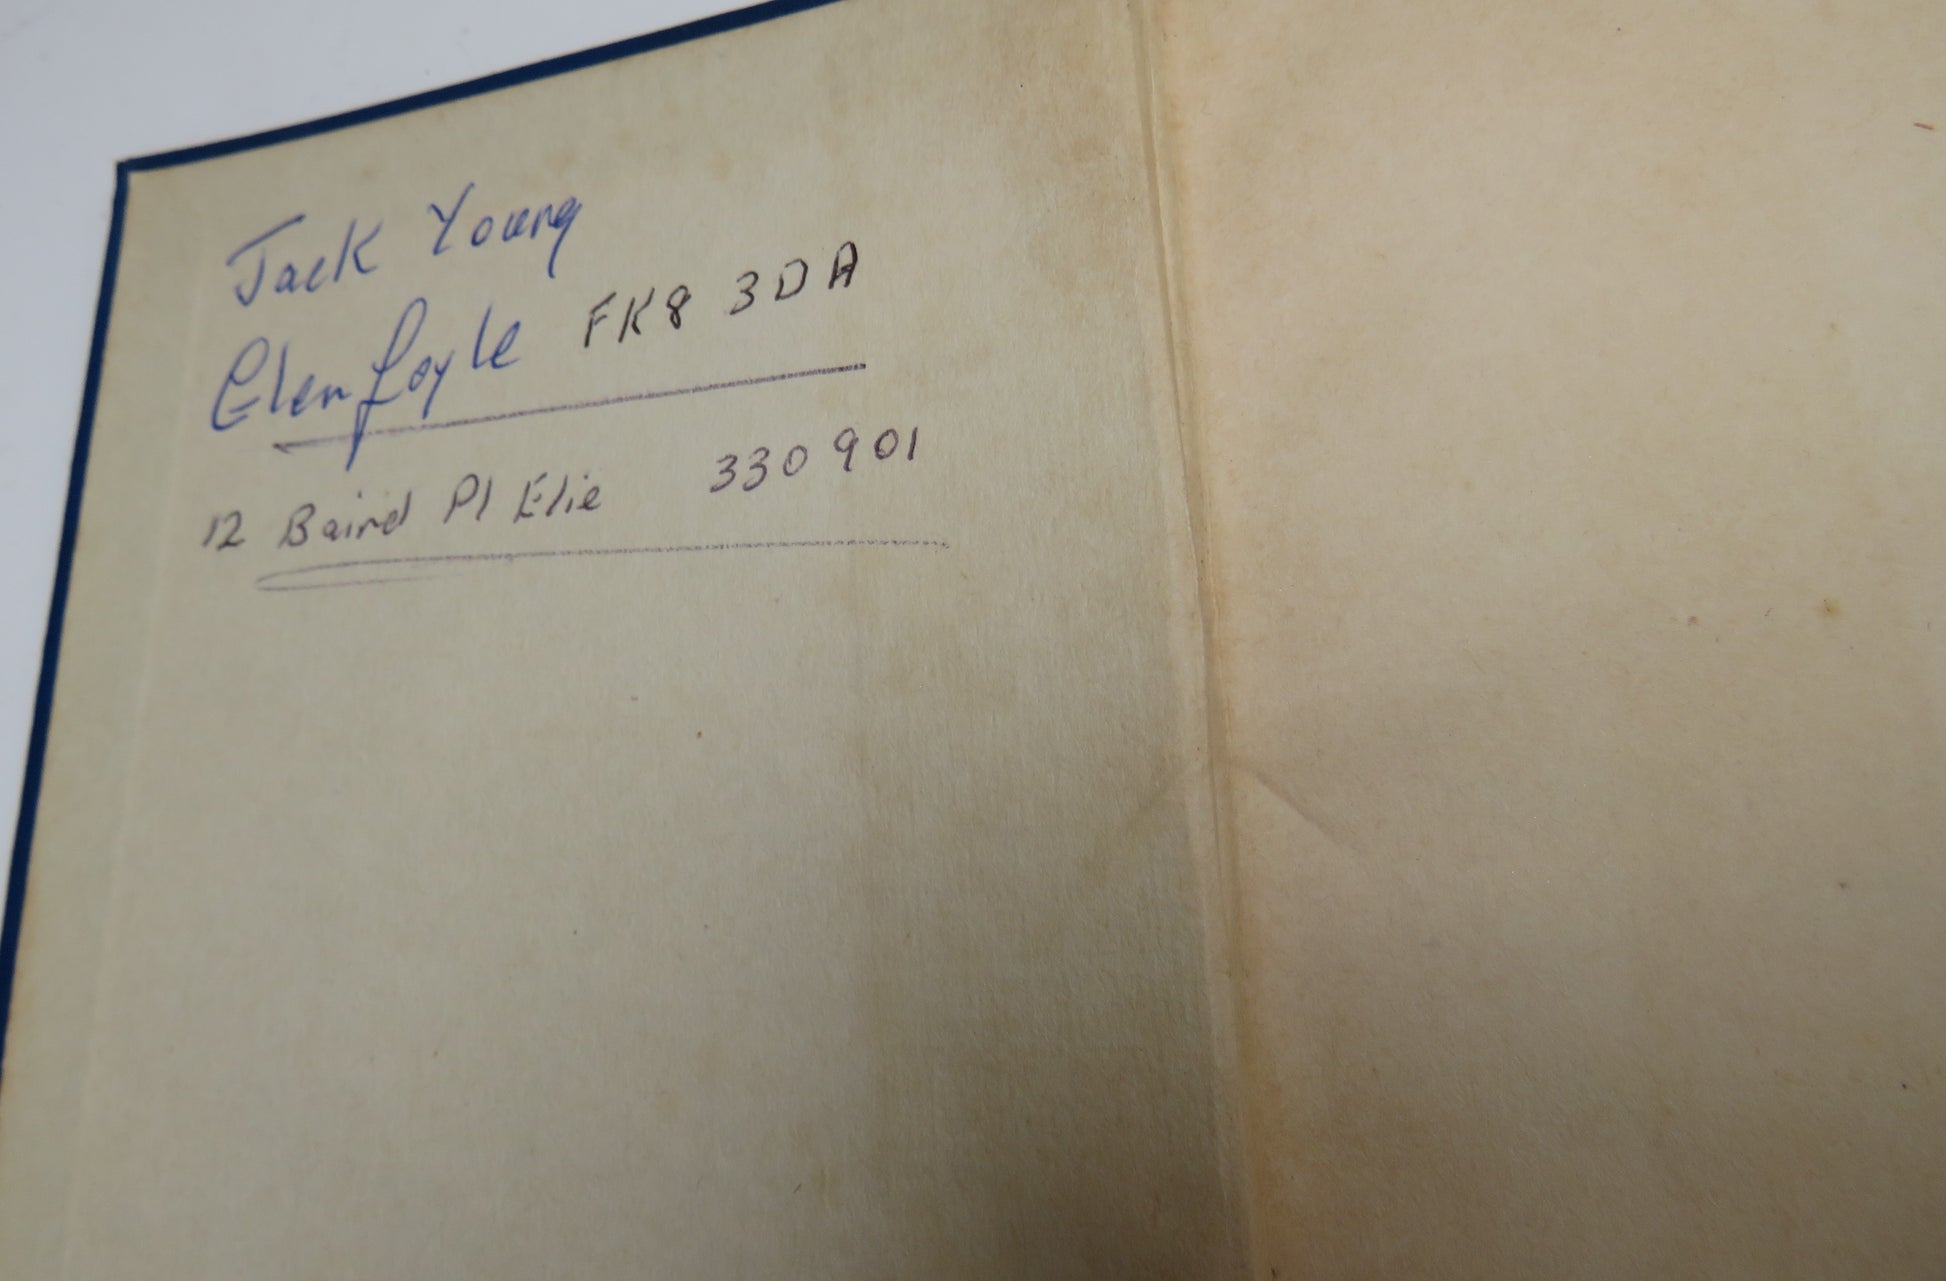 Jack Young
Glenfoyle FK8 3DA
12 Baird Pl Elie 330901